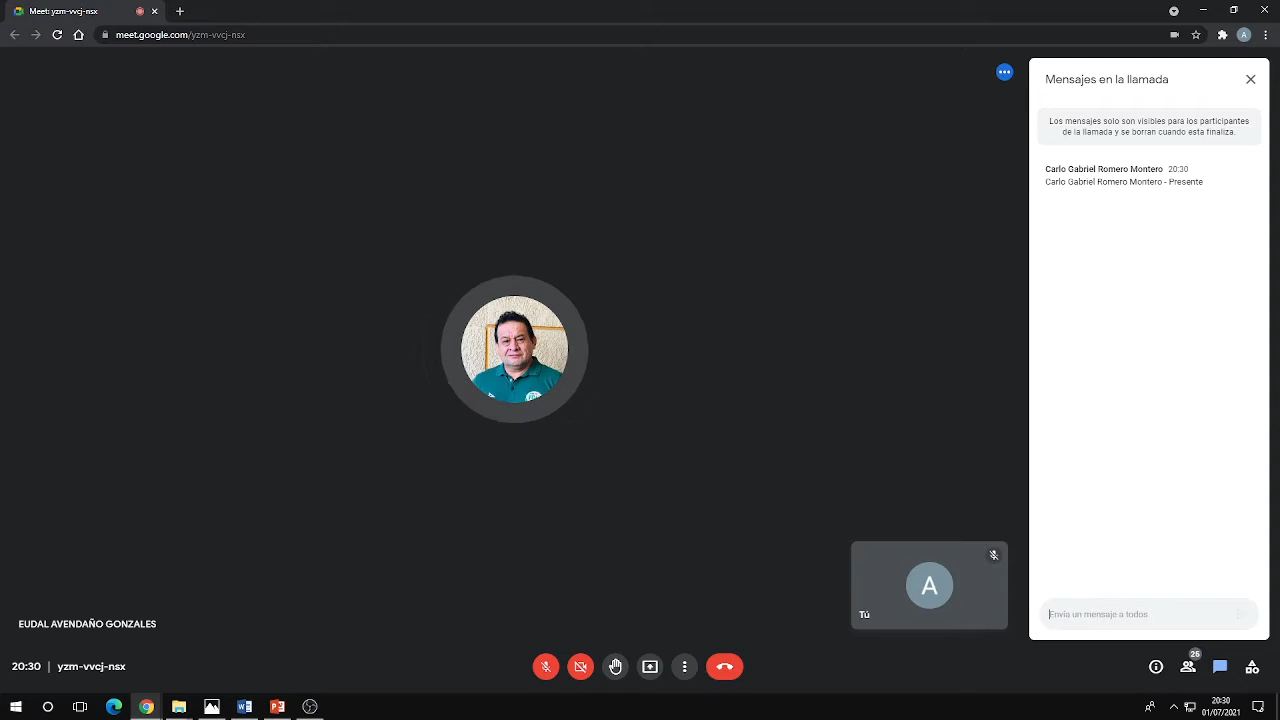 Meet: yzm-vvcj-nsx
meet.google.com/yzm-vvcj-nsx
A
Mensajes en la llamada
Los mensajes solo son visibles para los participantes
de la llamada y se borran cuando esta finaliza.
Carlo Gabriel Romero Montero 20:30
Carlo Gabriel Romero Montero - Presente
A
Tú
Envía un mensaje a todos
EUDAL AVENDAÑO GONZALES
20:30 | yzm-vvcj-nsx
25
20:30
01/07/2021